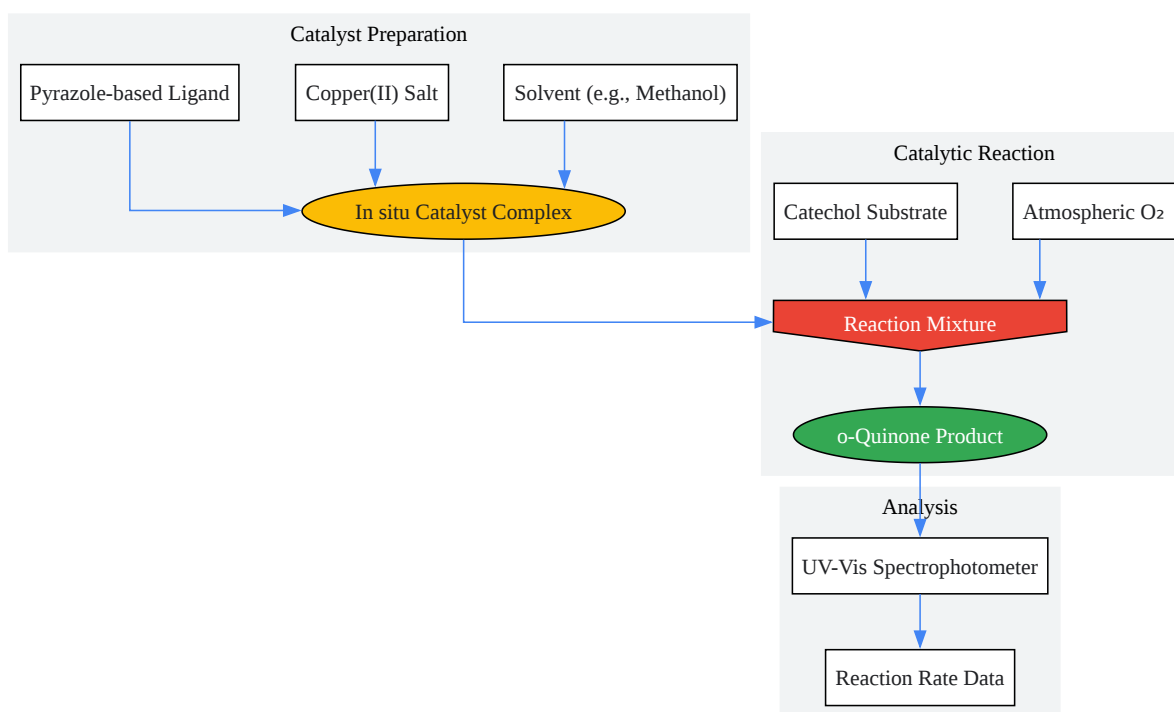 Catalyst Preparation
Pyrazole-based Ligand
Copper(II) Salt
Solvent (e.g., Methanol)
In situ Catalyst Complex
Catalytic Reaction
Catechol Substrate
Atmospheric O₂
Reaction Mixture
o-Quinone Product
Analysis
UV-Vis Spectrophotometer
Reaction Rate Data